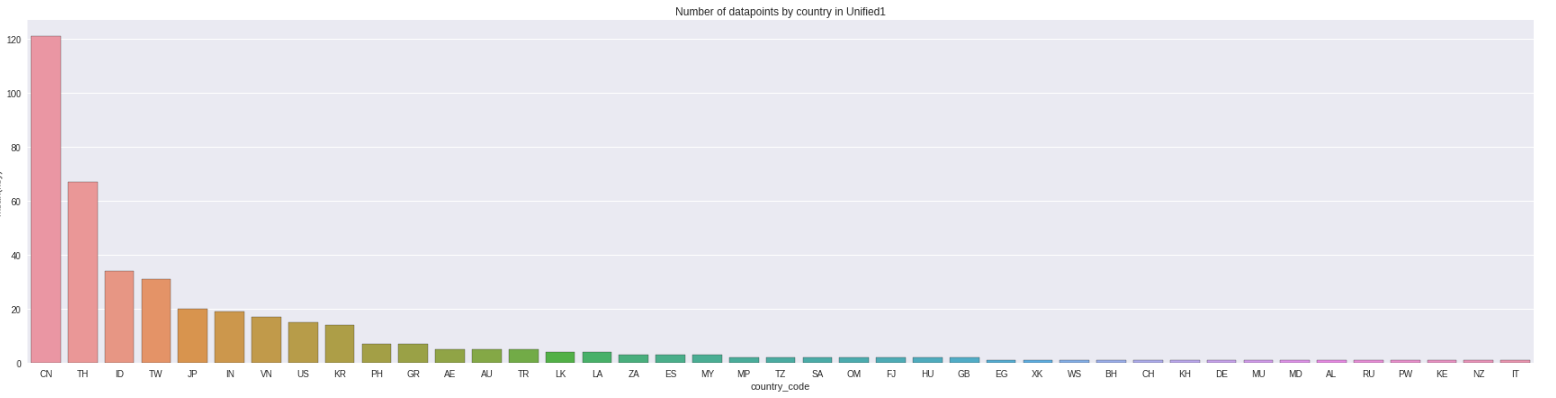 Number of datapoints by country in Unified1
120
100
80
60
40
20
0
CN TH ID TW JP IN VN US KR PH GR AE AU TR LK LA ZA ES MY MP TZ SA OM FJ HU GB EG XK WS BH CH KH DE MU MD AL RU PW KE NZ IT
country_code